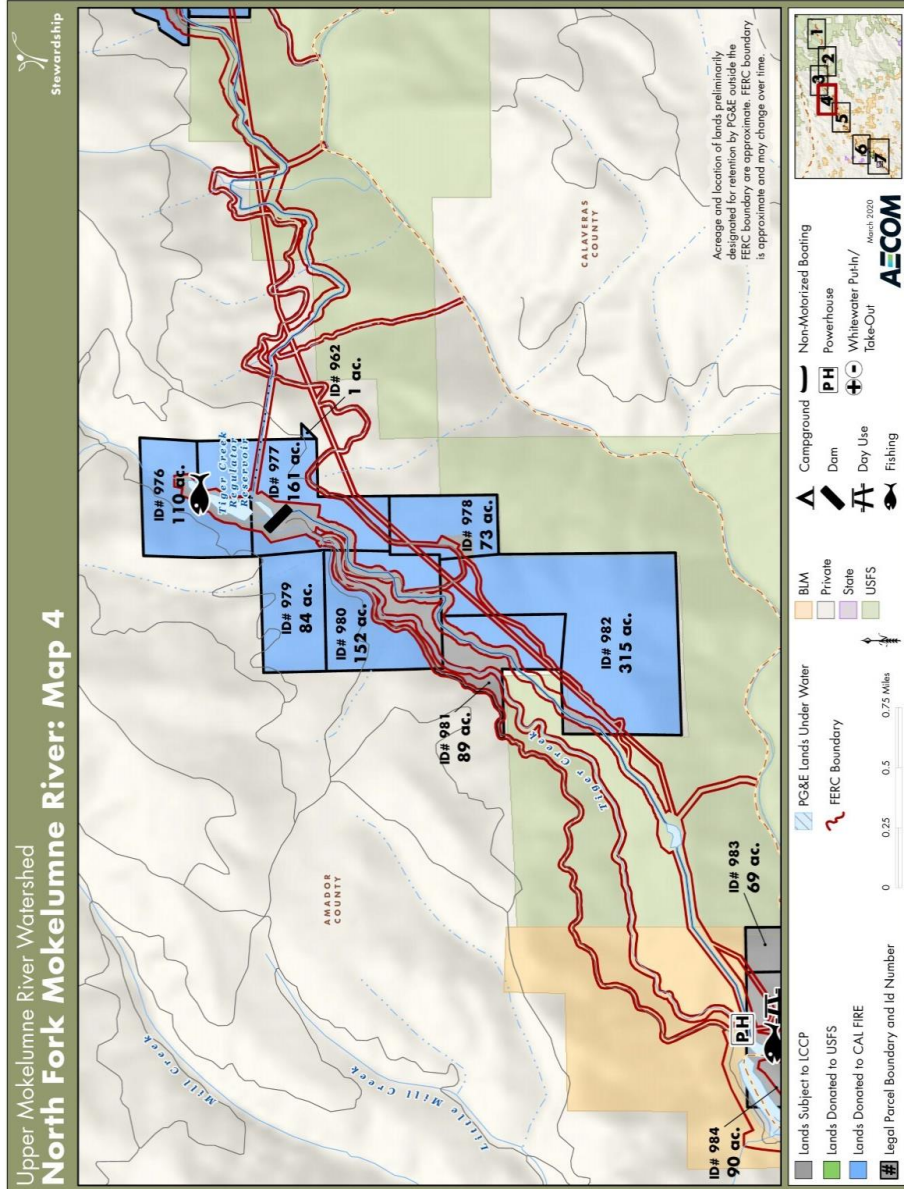 Upper Mokelumne River Watershed
North Fork Mokelumne River: Map 4
Stewardship
Mill Creek
Little Mill Creek
AMADOR
COUNTY
ID# 976
110 ac.
Tiger Creek
Regulator
Reservoir
ID# 977
161 ac.
ID# 962
1 ac.
ID# 979
84 ac.
ID# 980
152 ac.
ID# 978
73 ac.
ID# 981
89 ac.
ID# 982
315 ac.
Tiger Creek
ID# 983
69 ac.
ID# 984
90 ac.
PH
CALAVERAS
COUNTY
Acreage and location of lands preliminarily
designated for retention by PG&E outside the
FERC boundary are approximate. FERC boundary
is approximate and may change over time.
Lands Subject to LCCP
Lands Donated to USFS
Lands Donated to CAL FIRE
# Legal Parcel Boundary and Id Number
PG&E Lands Under Water
FERC Boundary
0 0.25 0.5 0.75 Miles
BLM
Private
State
USFS
Campground
Dam
Day Use
Fishing
Non-Motorized Boating
PH Powerhouse
Whitewater Put-In/
Take-Out
March 2020
AECOM
1
2
3
4
5
6
7